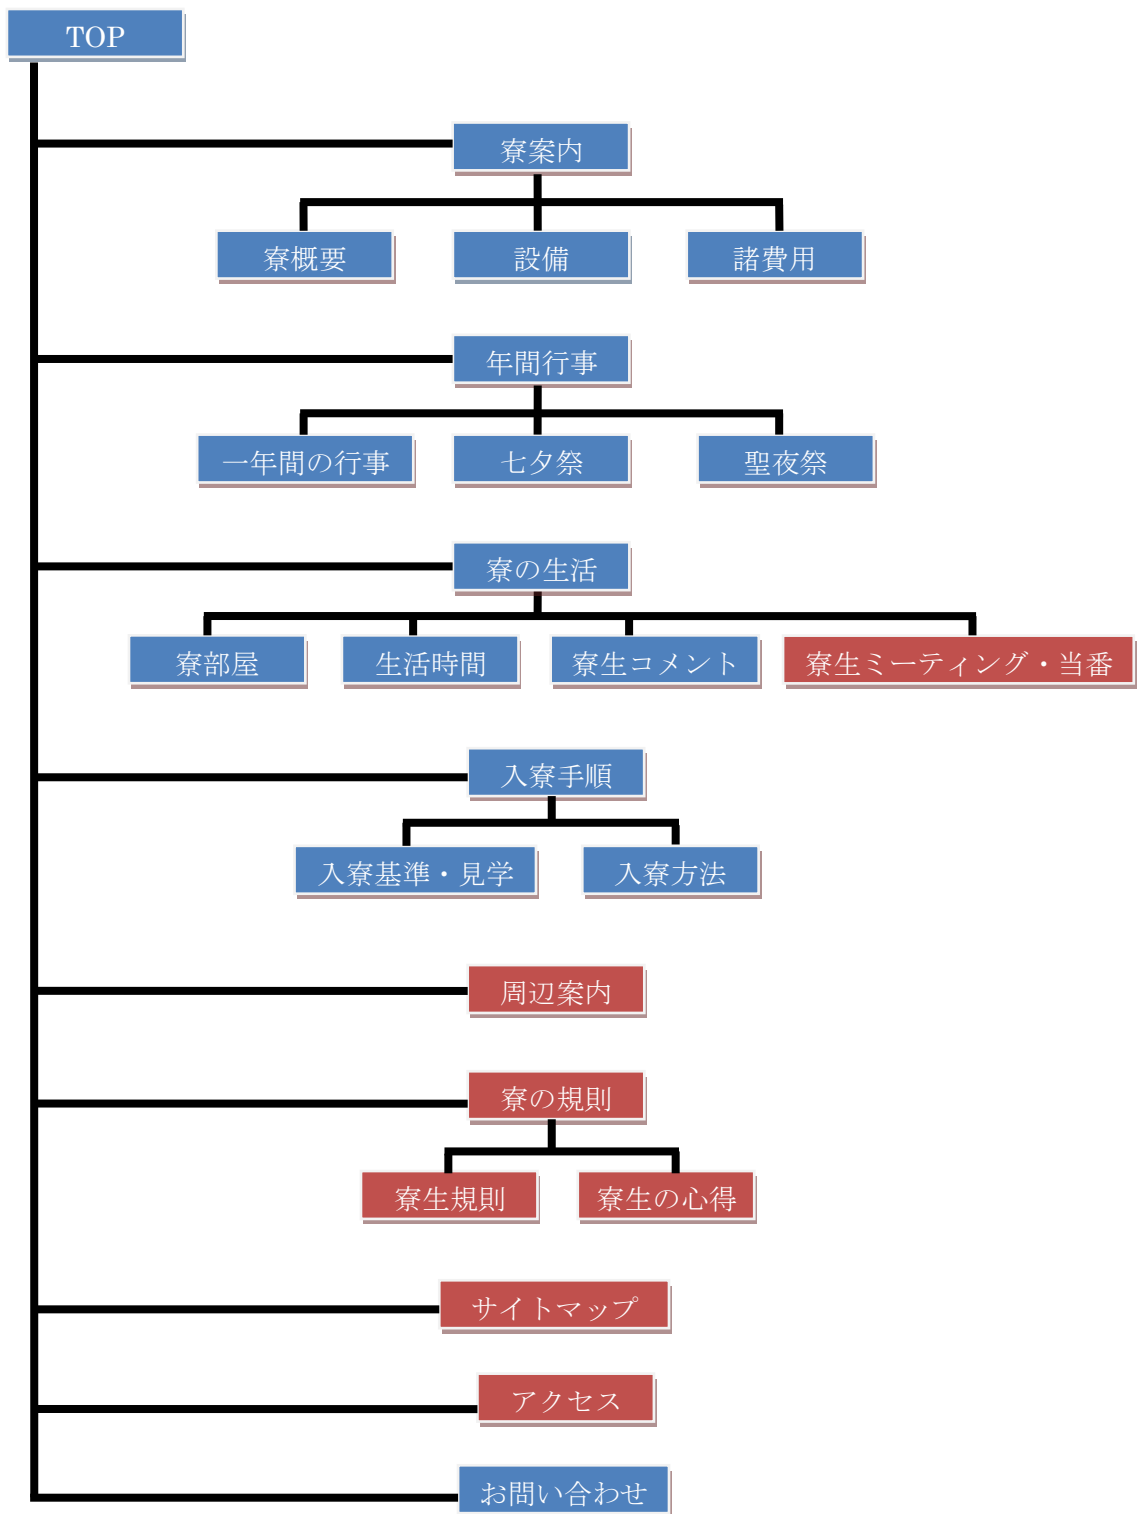 TOP
寮案内
寮概要
設備
諸費用
年間行事
一年間の行事
七夕祭
聖夜祭
寮の生活
寮部屋
生活時間
寮生コメント
寮生ミーティング・当番
入寮手順
入寮基準・見学
入寮方法
周辺案内
寮の規則
寮生規則
寮生の心得
サイトマップ
アクセス
お問い合わせ